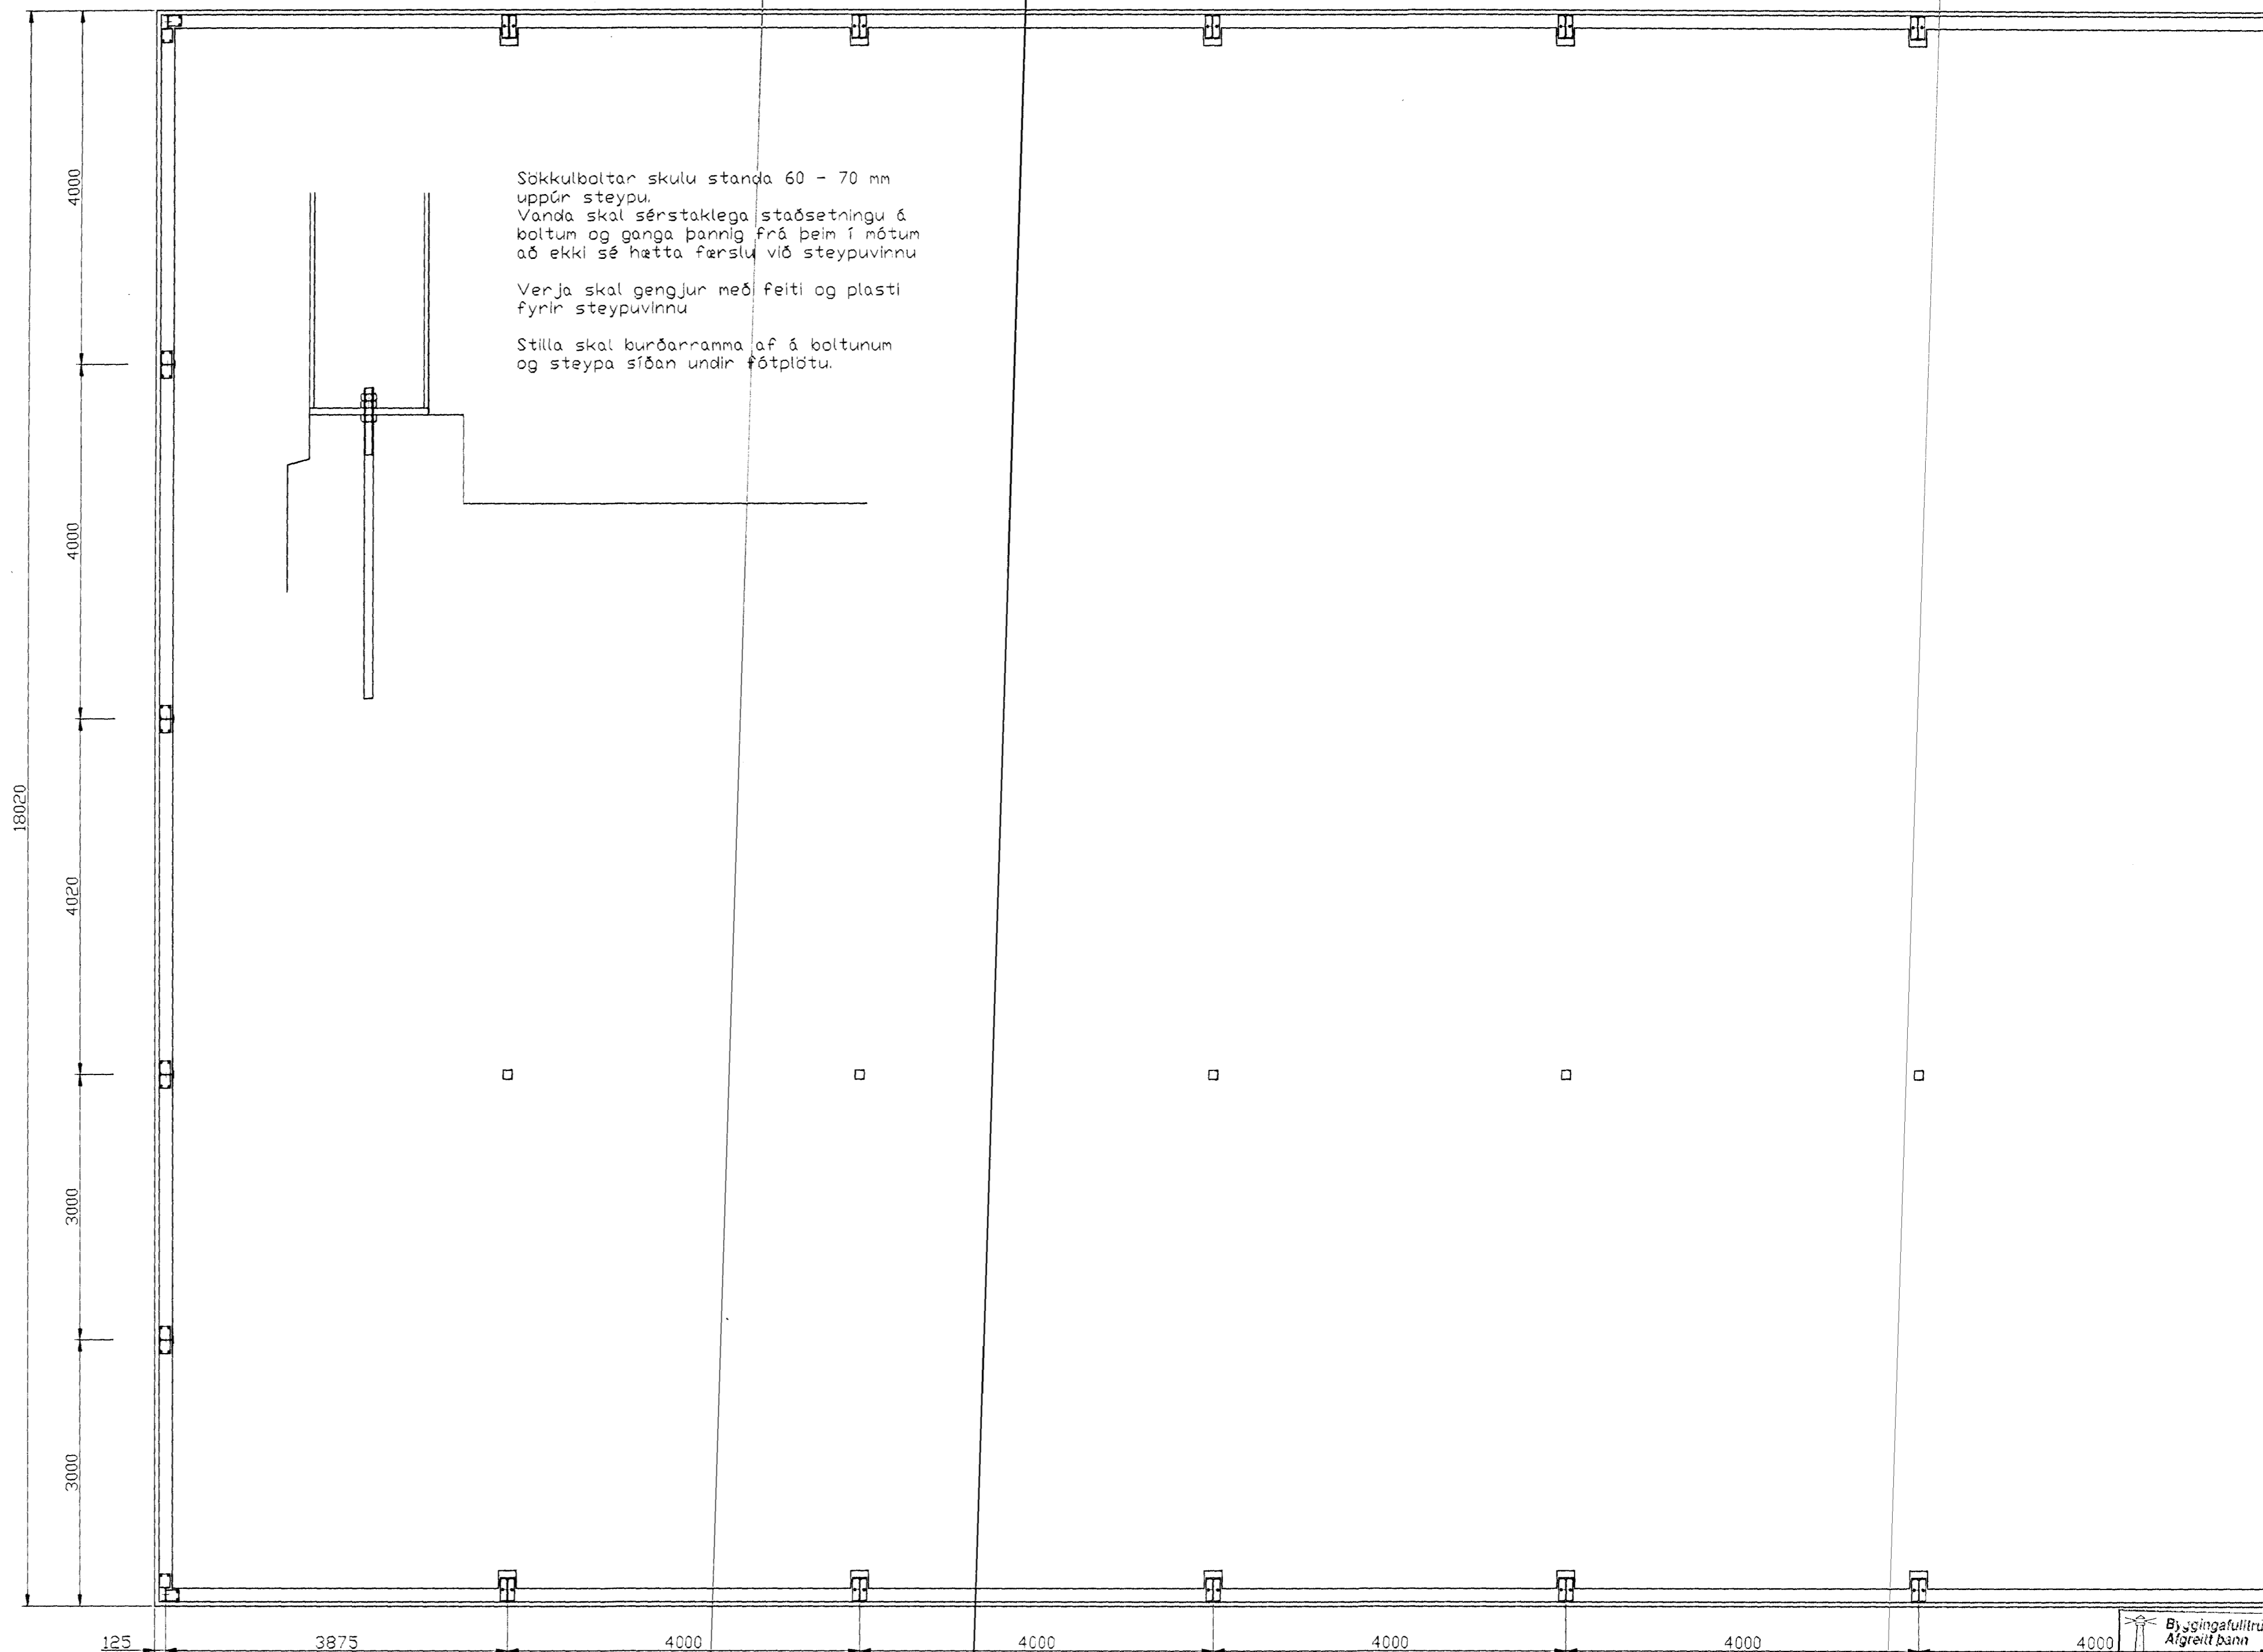 Sökkulboltar skulu standa 60 - 70 mm
uppúr steypu.
Vanda skal sérstaklega staðsetningu á
boltum og ganga þannig frá þeim í mótum
að ekki sé hætta færslu við steypuvinnu
Verja skal gengjur með feiti og plasti
fyrir steypuvinnu
Stilla skal burðarramma af á boltunum
og steypa síðan undir fótplötu.
4000
4000
18020
4020
3000
3000
125
3875
4000
4000
4000
4000
4000
Afgreitt þann